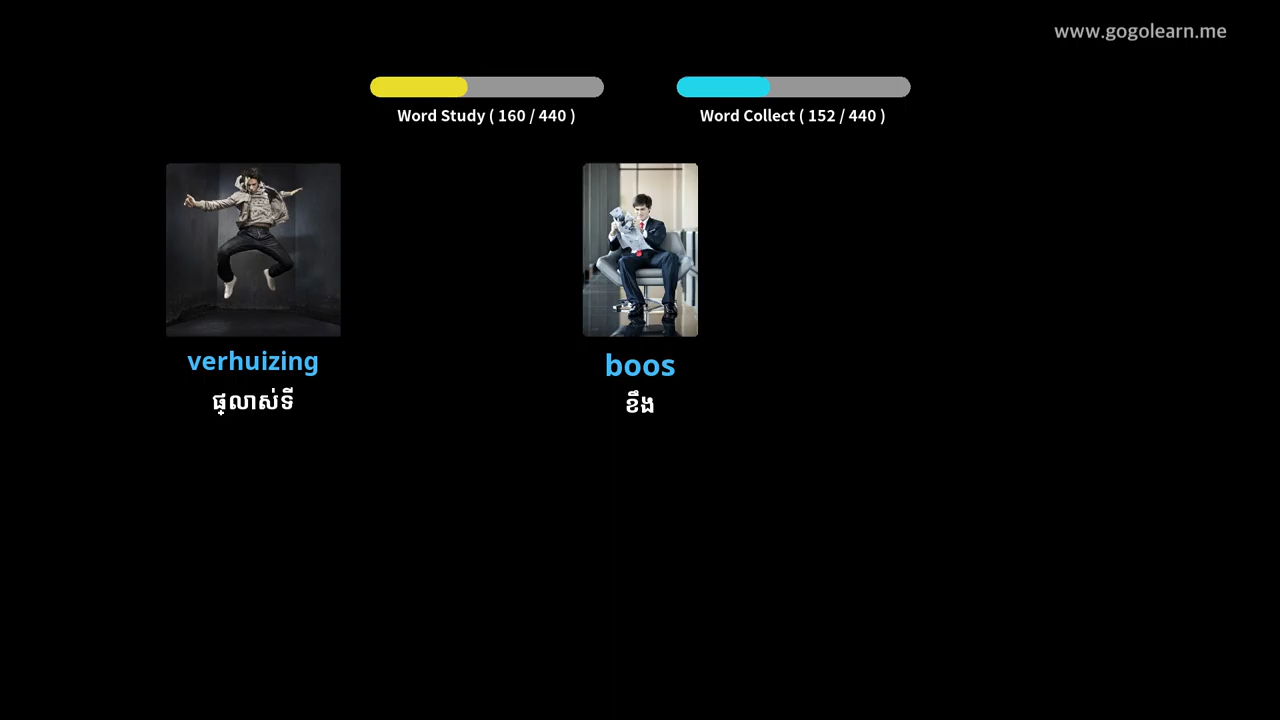 www.gogolearn.me
Word Study ( 160 / 440 )
Word Collect ( 152 / 440 )
verhuizing
ផ្លាស់ទី
boos
ខឹង